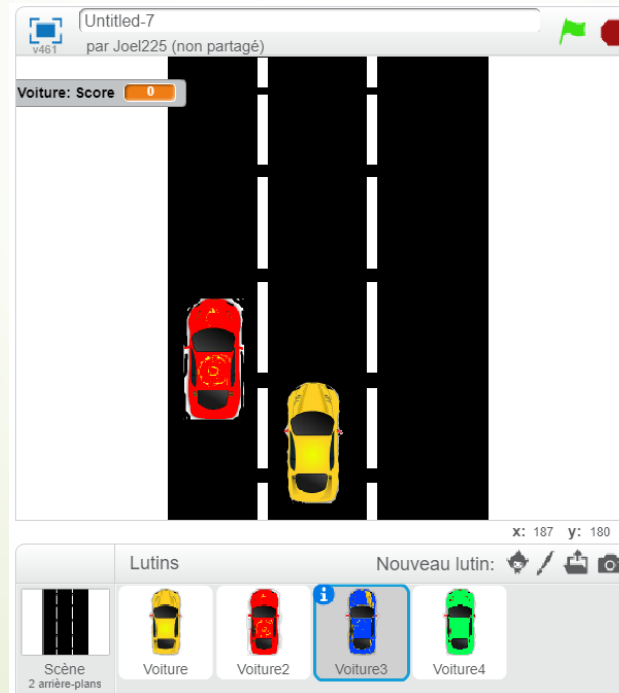 Untitled-7
v461
par Joel225 (non partagé)
Voiture: Score 0
x: 187 y: 180
Lutins
Nouveau lutin:
i
Scène
2 arrière-plans
Voiture
Voiture2
Voiture3
Voiture4